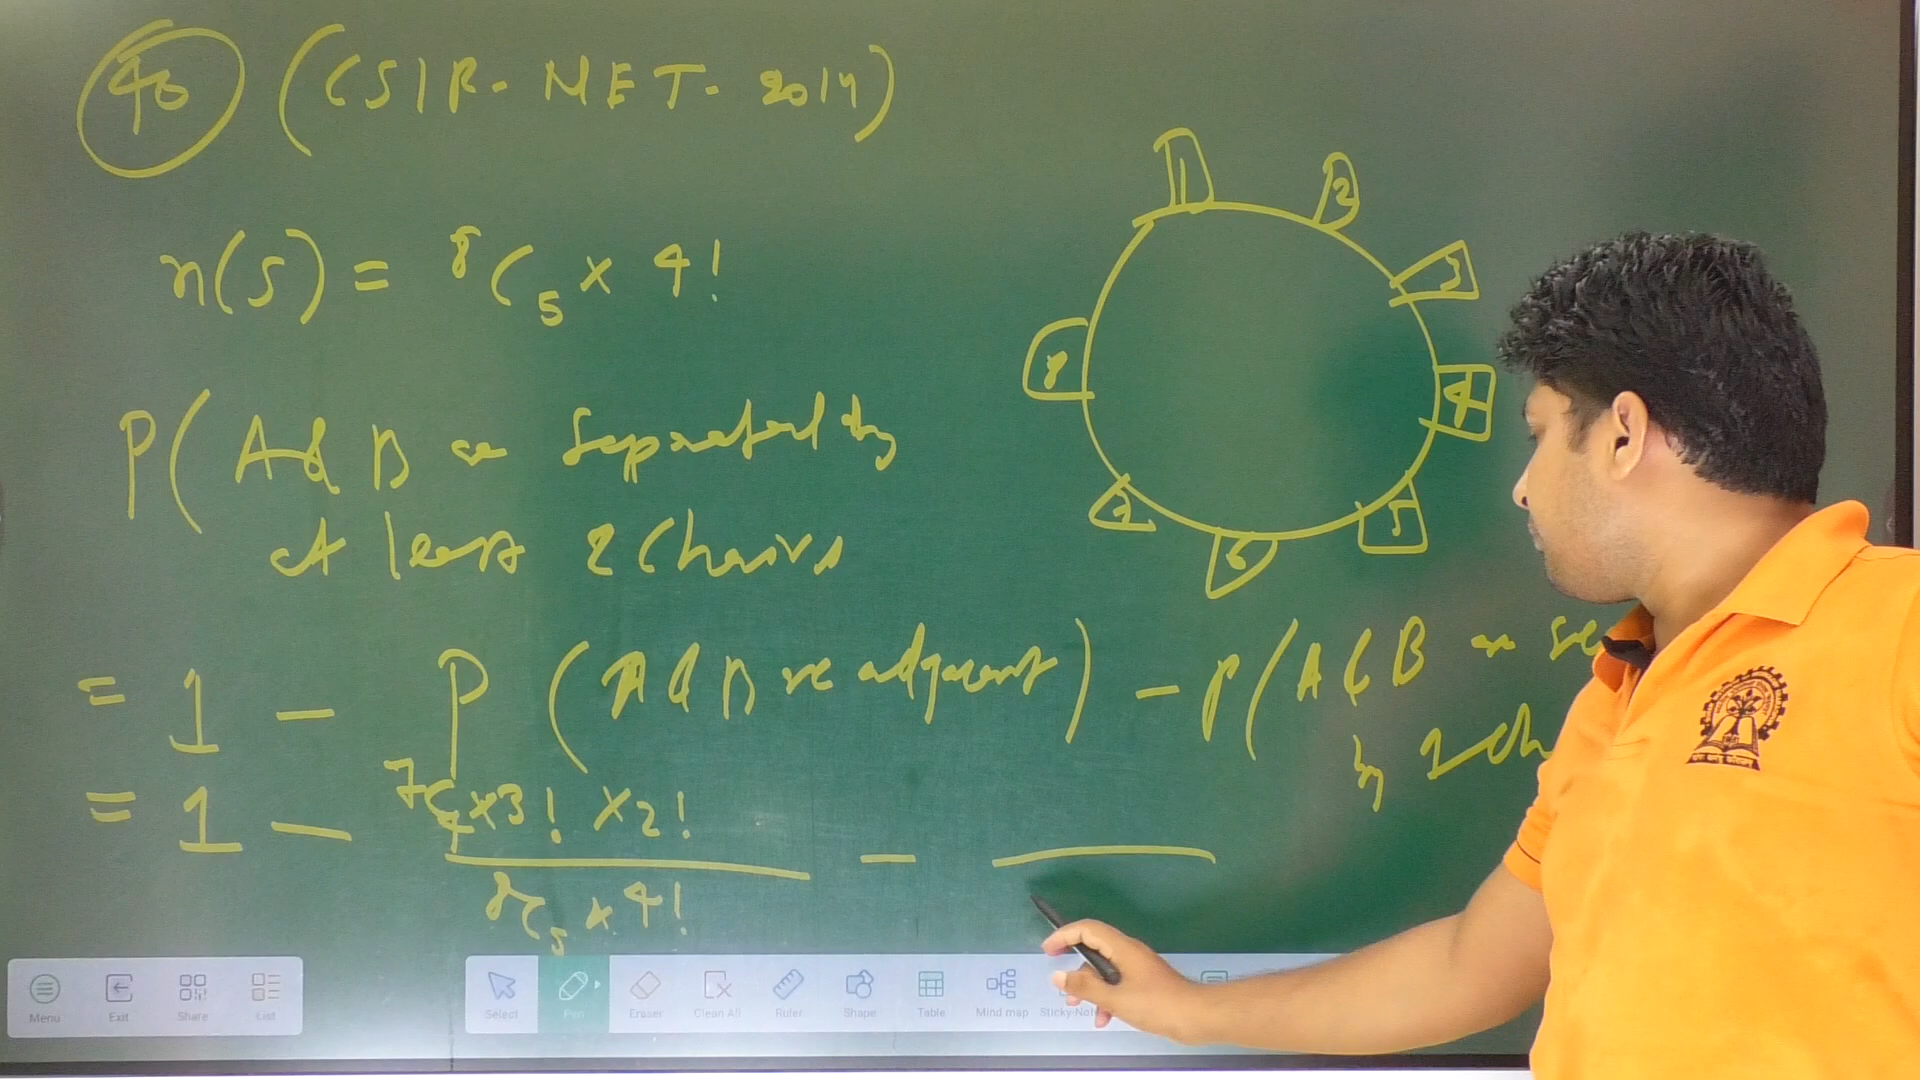 48 (CSIR-NET-2014)
n(S) = ⁸C₅ × 4!
P(A & B are separated by
at least 2 chairs
= 1 - P (A & B are adjacent) - P(A & B are se
by 1 ch
= 1 - ⁷C₄ × 3! × 2! / ⁸C₅ × 4! -
1
2
3
4
5
6
7
8
Menu Exit Share List
Select Pen Eraser Clean All Ruler Shape Table Mind map Sticky-Not